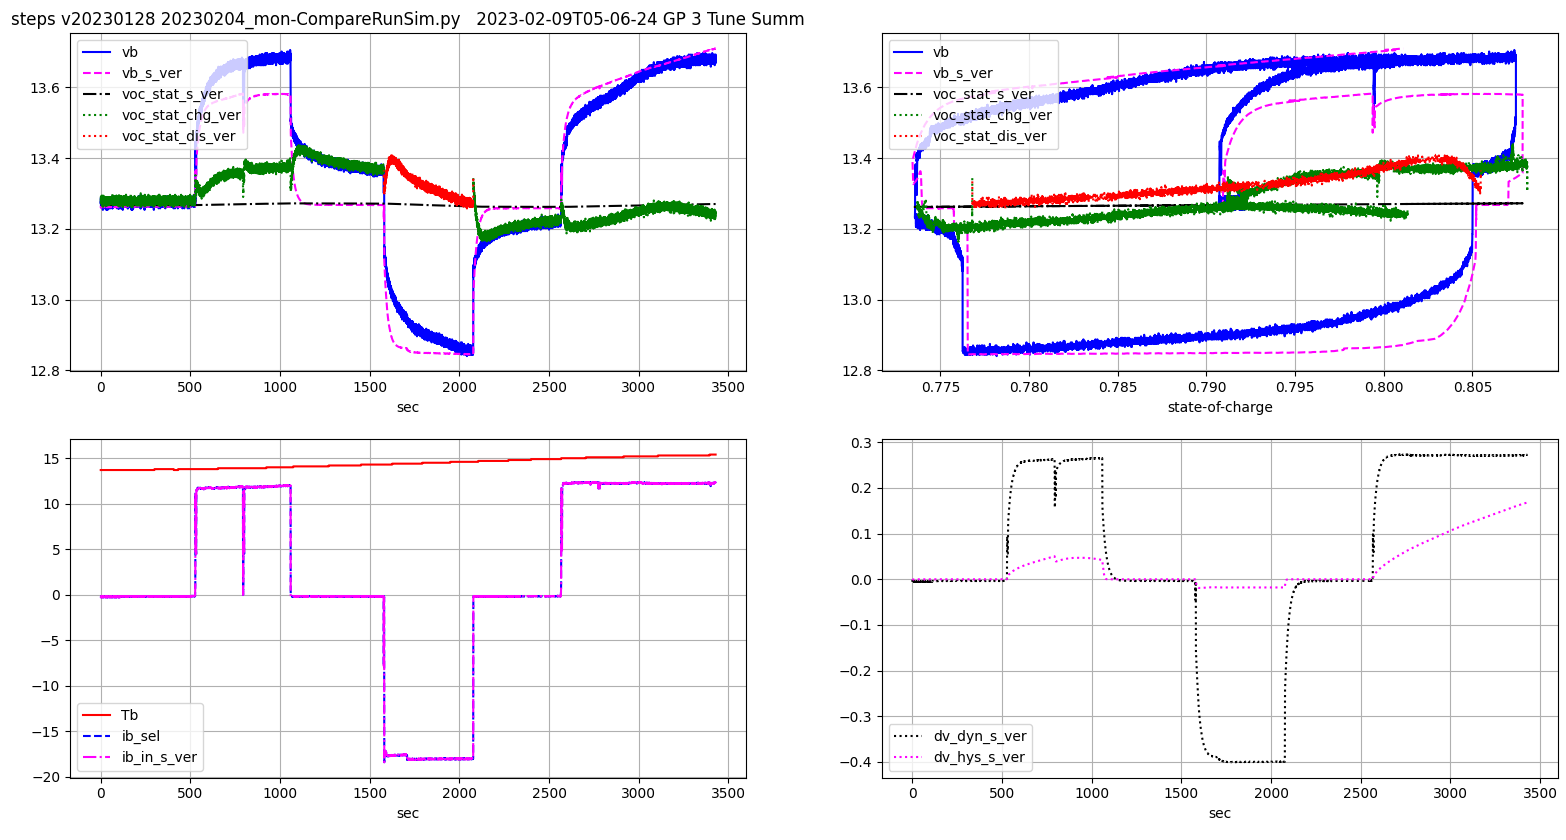 steps v20230128 20230204_mon-CompareRunSim.py   2023-02-09T05-06-24 GP 3 Tune Summ
vb
vb_s_ver
voc_stat_s_ver
voc_stat_chg_ver
voc_stat_dis_ver
13.6
13.4
13.2
13.0
12.8
0 500 1000 1500 2000 2500 3000 3500
sec
vb
vb_s_ver
voc_stat_s_ver
voc_stat_chg_ver
voc_stat_dis_ver
13.6
13.4
13.2
13.0
12.8
0.775 0.780 0.785 0.790 0.795 0.800 0.805
state-of-charge
15
10
5
0
−5
−10
−15
−20
Tb
ib_sel
ib_in_s_ver
0 500 1000 1500 2000 2500 3000 3500
sec
0.3
0.2
0.1
0.0
−0.1
−0.2
−0.3
−0.4
dv_dyn_s_ver
dv_hys_s_ver
0 500 1000 1500 2000 2500 3000 3500
sec